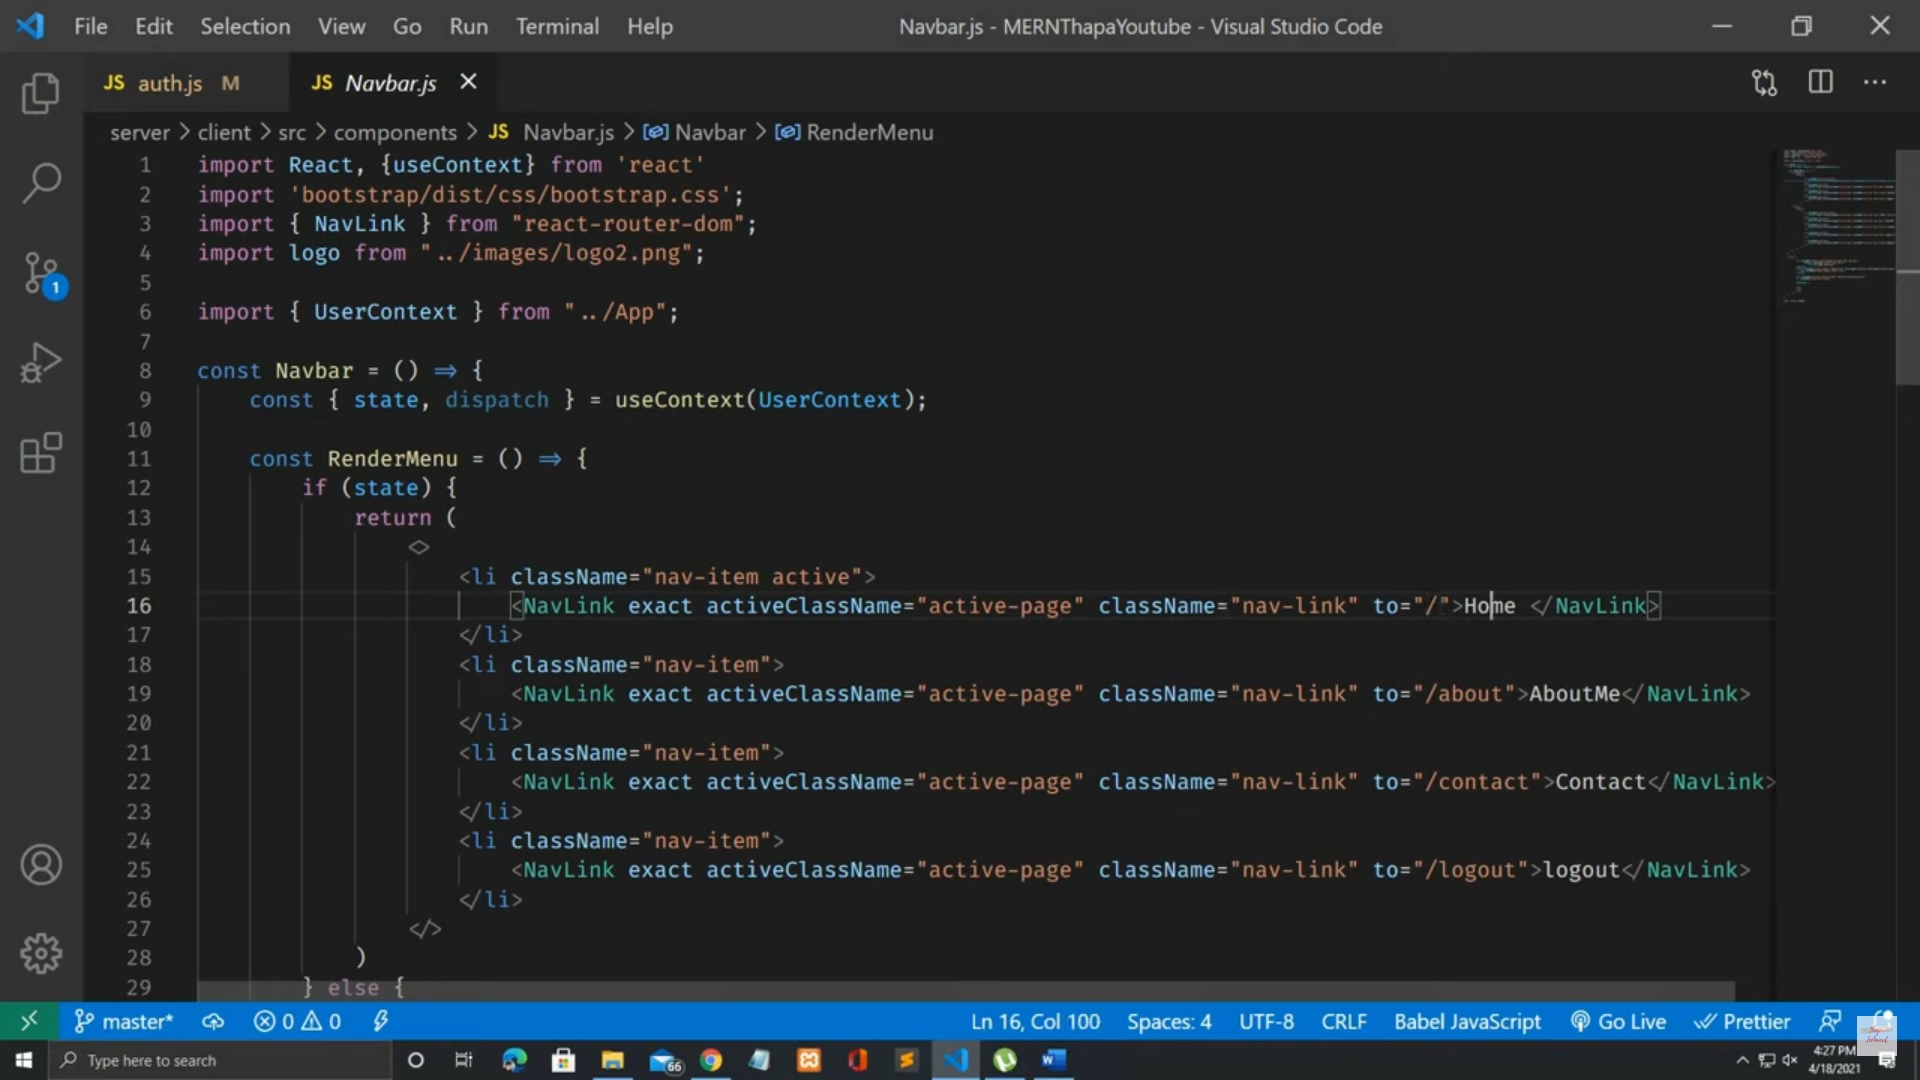 File Edit Selection View Go Run Terminal Help Navbar.js - MERNThapaYoutube - Visual Studio Code
JS auth.js M JS Navbar.js
server > client > src > components > JS Navbar.js > Navbar > RenderMenu
1 import React, {useContext} from 'react'
2 import 'bootstrap/dist/css/bootstrap.css';
3 import { NavLink } from "react-router-dom";
4 import logo from "../images/logo2.png";
5
6 import { UserContext } from "../App";
7
8 const Navbar = () => {
9 const { state, dispatch } = useContext(UserContext);
10
11 const RenderMenu = () => {
12 if (state) {
13 return (
14 <>
15 <li className="nav-item active">
16 <NavLink exact activeClassName="active-page" className="nav-link" to="/">Home </NavLink>
17 </li>
18 <li className="nav-item">
19 <NavLink exact activeClassName="active-page" className="nav-link" to="/about">AboutMe</NavLink>
20 </li>
21 <li className="nav-item">
22 <NavLink exact activeClassName="active-page" className="nav-link" to="/contact">Contact</NavLink>
23 </li>
24 <li className="nav-item">
25 <NavLink exact activeClassName="active-page" className="nav-link" to="/logout">logout</NavLink>
26 </li>
27 </>
28 )
29 } else {
1
master* 0 0 Ln 16, Col 100 Spaces: 4 UTF-8 CRLF Babel JavaScript Go Live Prettier
Type here to search 66 4:27 PM
4/18/2021